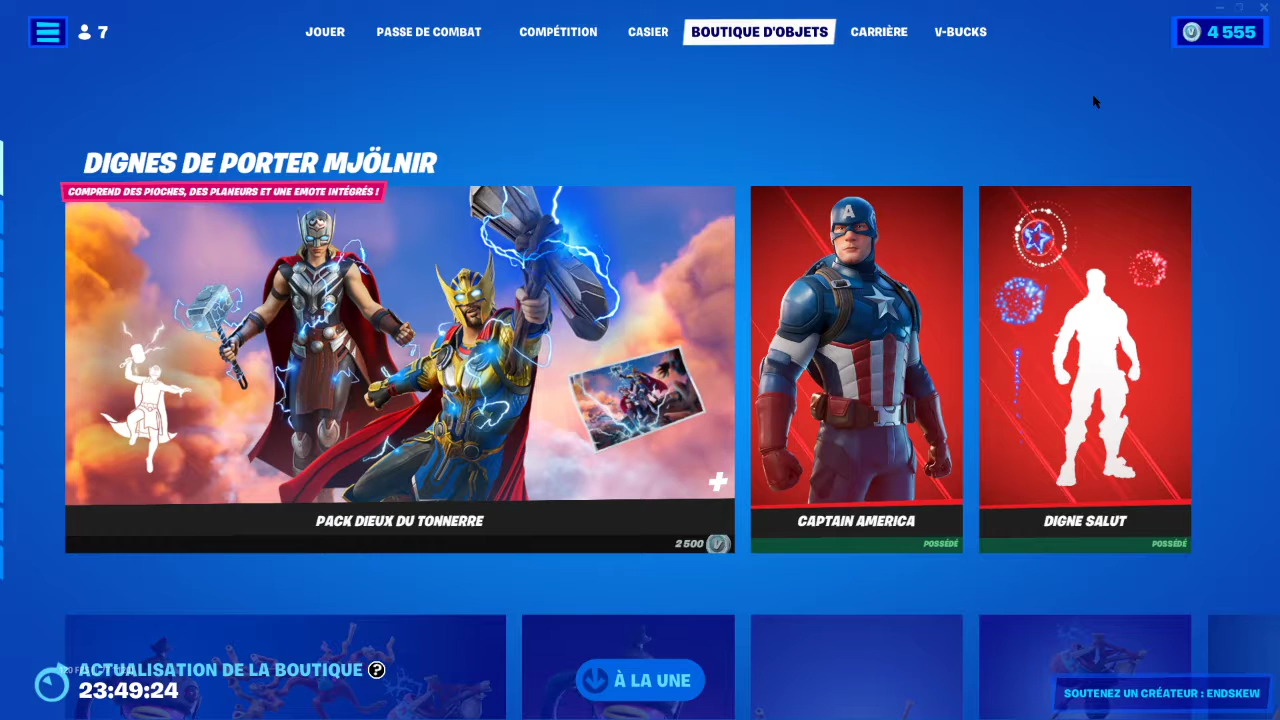 7
JOUER
PASSE DE COMBAT
COMPÉTITION
CASIER
BOUTIQUE D'OBJETS
CARRIÈRE
V-BUCKS
4 555
DIGNES DE PORTER MJÖLNIR
COMPREND DES PIOCHES, DES PLANEURS ET UNE EMOTE INTÉGRÉS !
A
PACK DIEUX DU TONNERRE
2 500
CAPTAIN AMERICA
POSSÉDÉ
DIGNE SALUT
POSSÉDÉ
ACTUALISATION DE LA BOUTIQUE ?
23:49:24
À LA UNE
SOUTENEZ UN CRÉATEUR : ENDSKEW